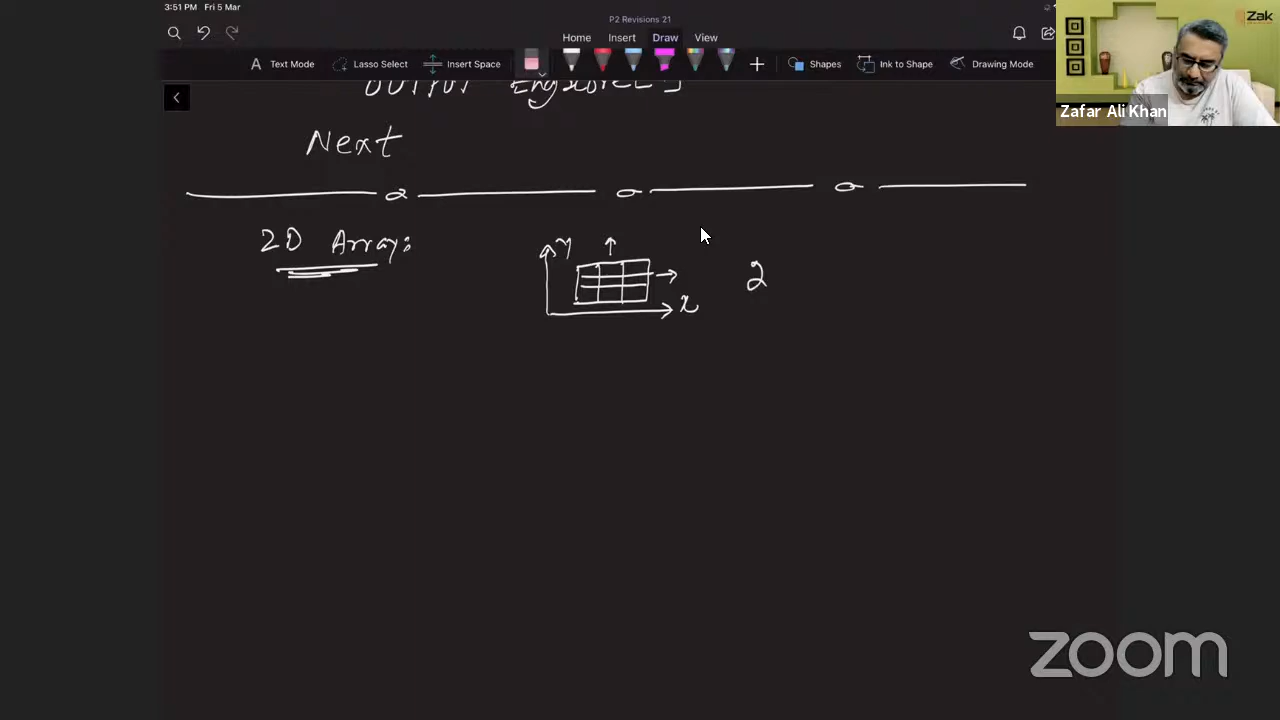 3:51 PM Fri 5 Mar
P2 Revisions 21
Home Insert Draw View
Text Mode Lasso Select Insert Space Shapes Ink to Shape Drawing Mode
Zak
Zafar Ali Khan
OUTPUT
Next
2D Array:
Y
X
2
zoom